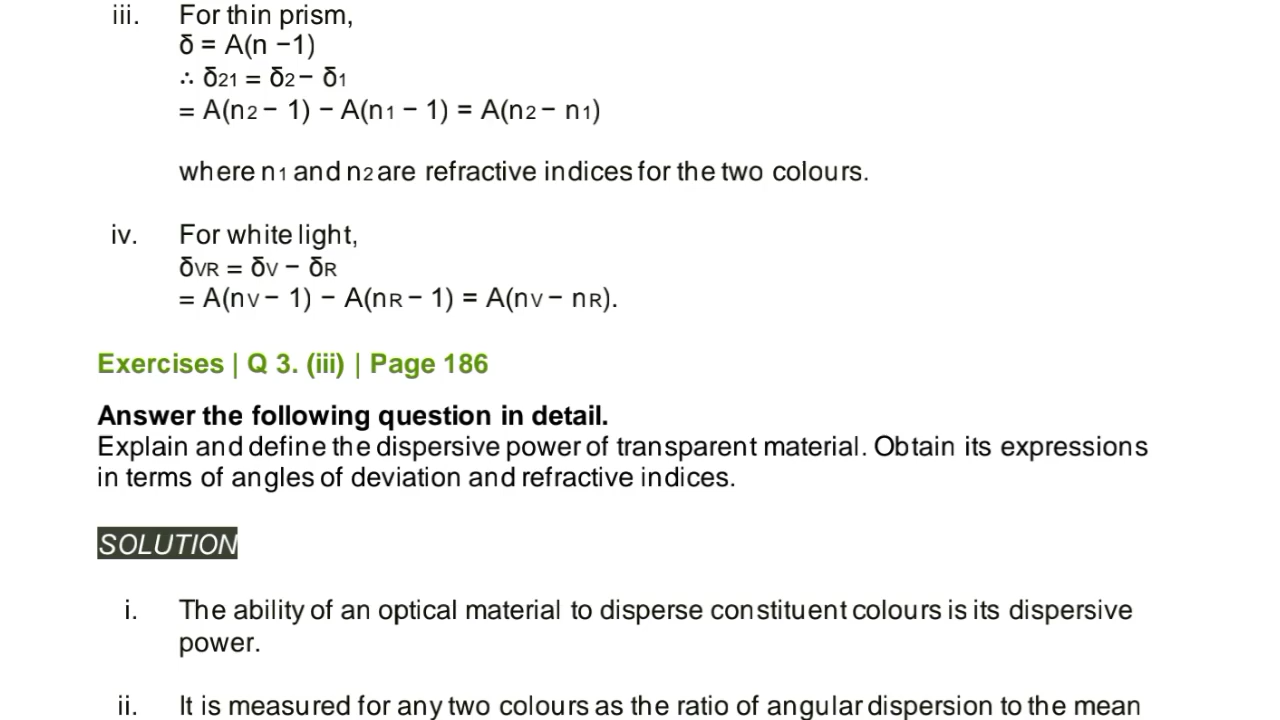 iii. For thin prism,
δ = A(n −1)
∴ δ21 = δ2 − δ1
= A(n2 − 1) − A(n1 − 1) = A(n2 − n1)
where n1 and n2 are refractive indices for the two colours.
iv. For white light,
δVR = δV − δR
= A(nV − 1) − A(nR − 1) = A(nV − nR).
Exercises | Q 3. (iii) | Page 186
Answer the following question in detail.
Explain and define the dispersive power of transparent material. Obtain its expressions
in terms of angles of deviation and refractive indices.
SOLUTION
i. The ability of an optical material to disperse constituent colours is its dispersive
power.
ii. It is measured for any two colours as the ratio of angular dispersion to the mean